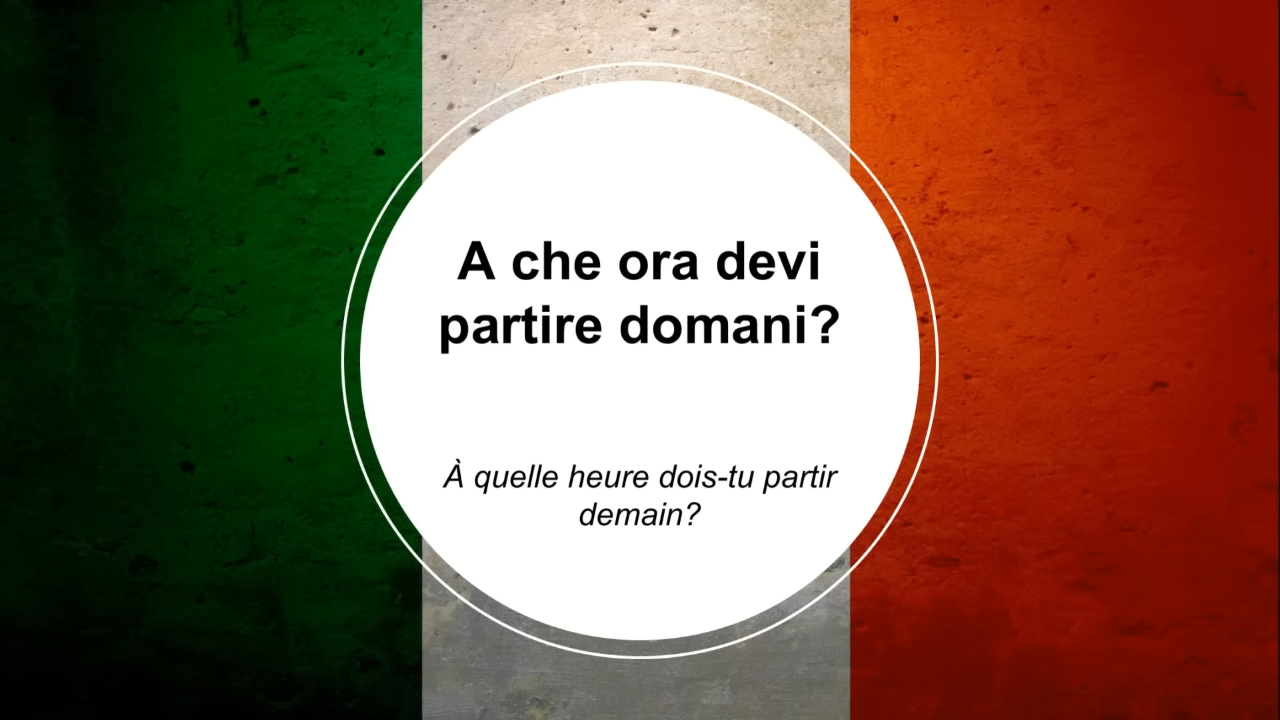 A che ora devi
partire domani?
À quelle heure dois-tu partir
demain?